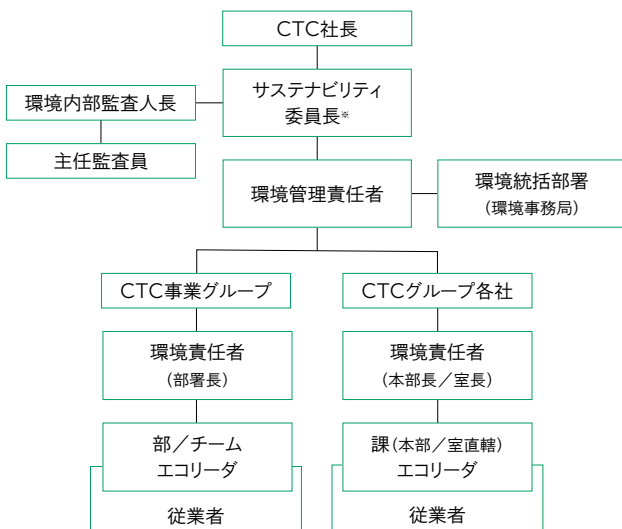 CTC社長
サステナビリティ
委員長※
環境内部監査人長
主任監査員
環境管理責任者
環境統括部署
(環境事務局)
CTC事業グループ
CTCグループ各社
環境責任者
(部署長)
環境責任者
(本部長／室長)
部／チーム
エコリーダ
課(本部／室直轄)
エコリーダ
従業者
従業者